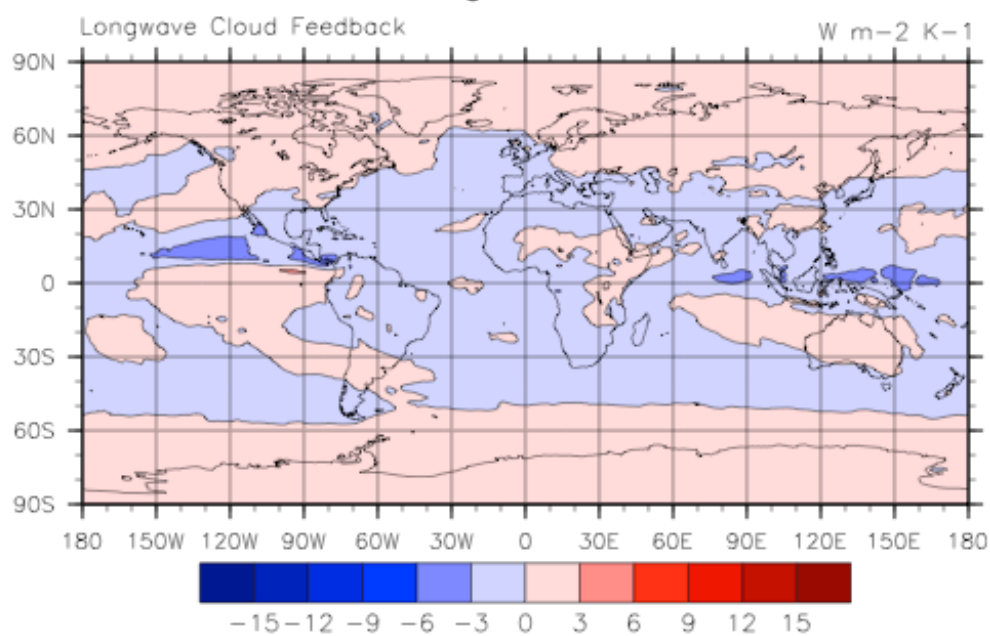 Longwave Cloud Feedback W m-2 K-1
90N
60N
30N
0
30S
60S
90S
180 150W 120W 90W 60W 30W 0 30E 60E 90E 120E 150E 180
-15 -12 -9 -6 -3 0 3 6 9 12 15